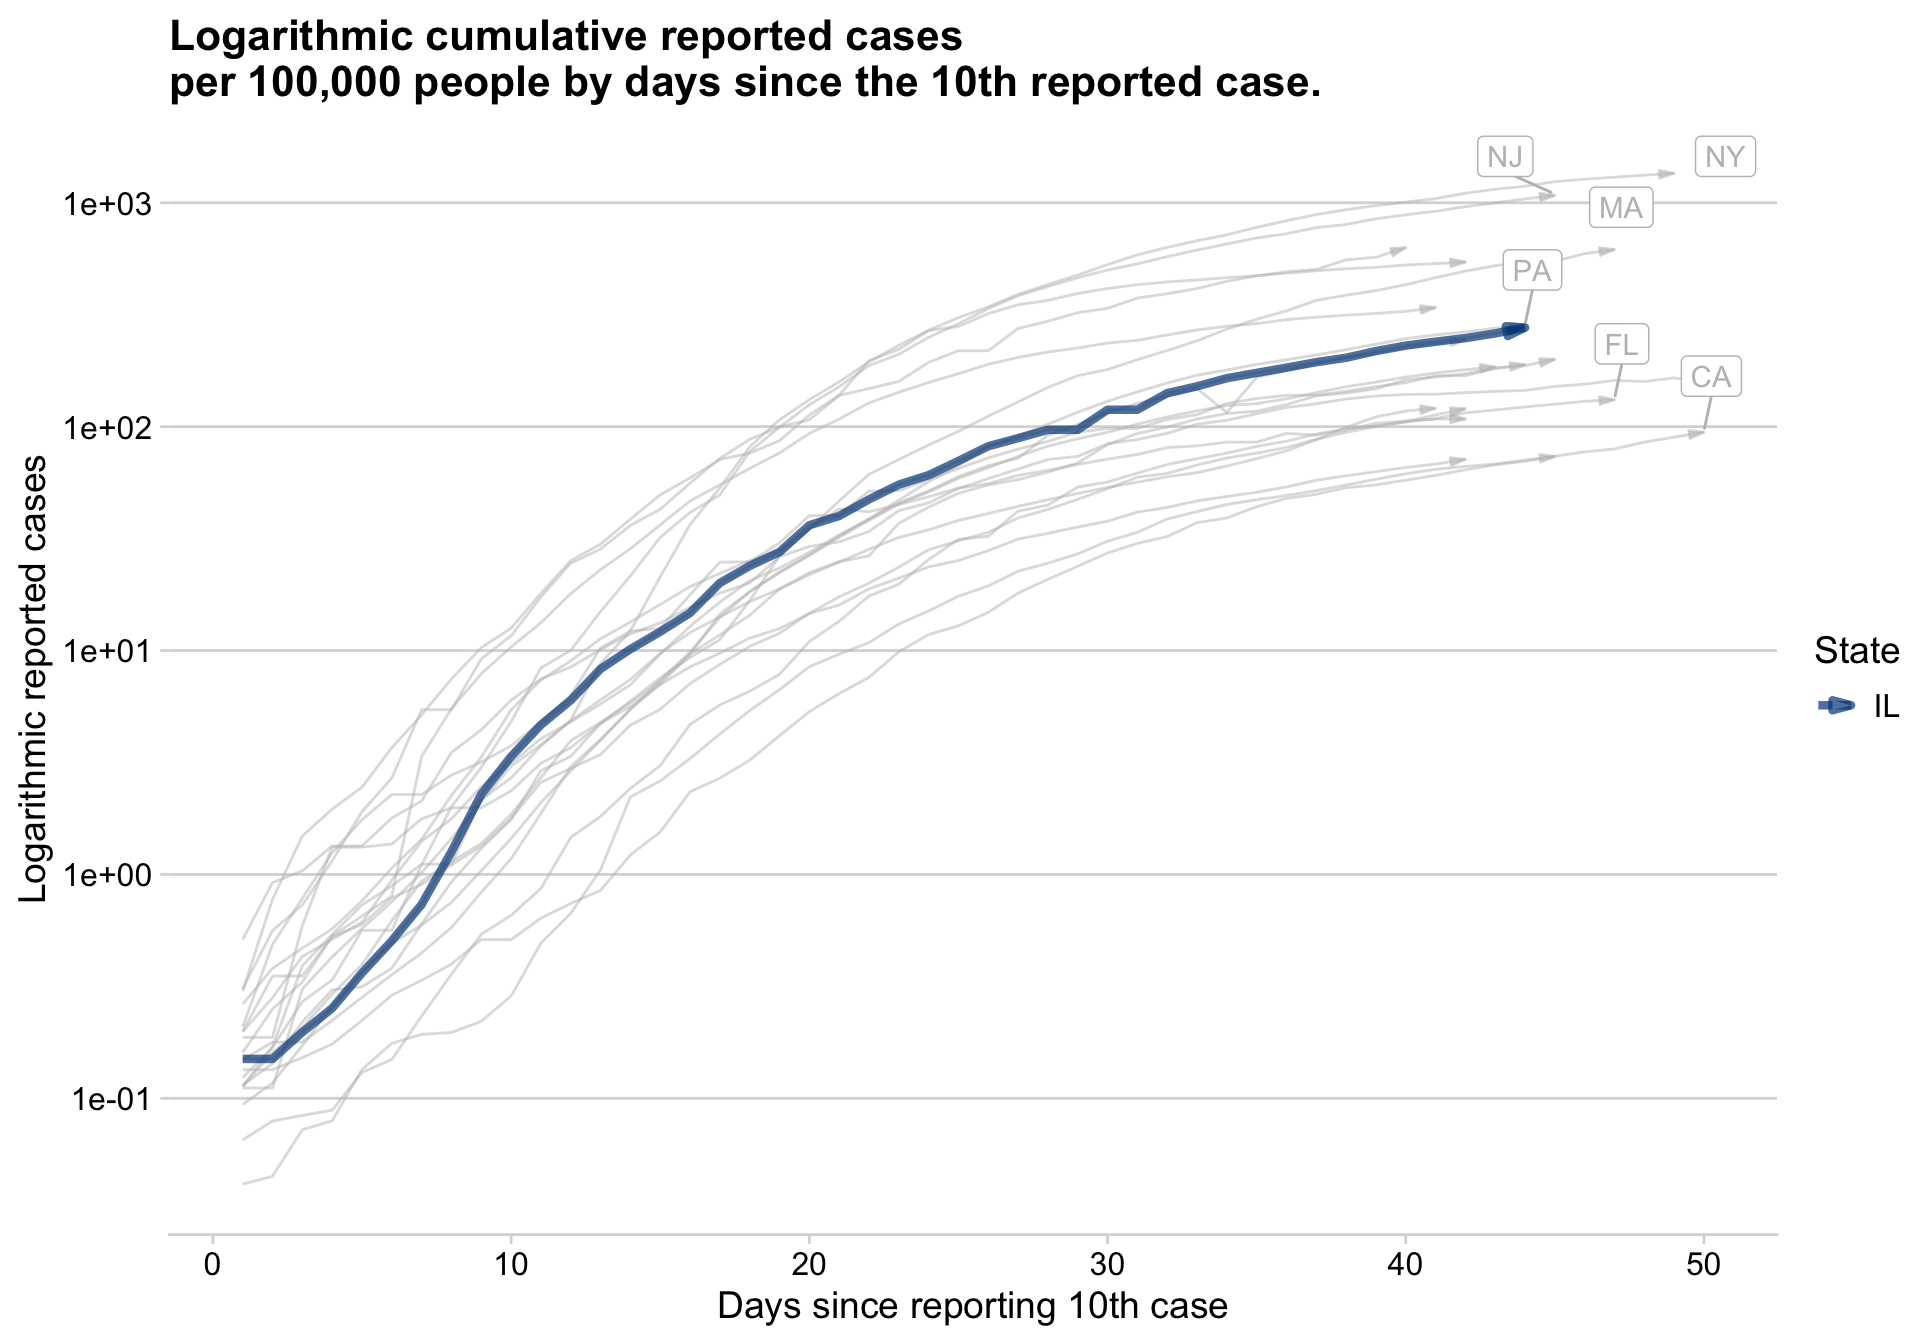 Logarithmic cumulative reported cases
per 100,000 people by days since the 10th reported case.
NJ
NY
1e+03
MA
PA
FL
CA
1e+02
Logarithmic reported cases
1e+01
State
IL
1e+00
1e-01
0
10
20
30
40
50
Days since reporting 10th case